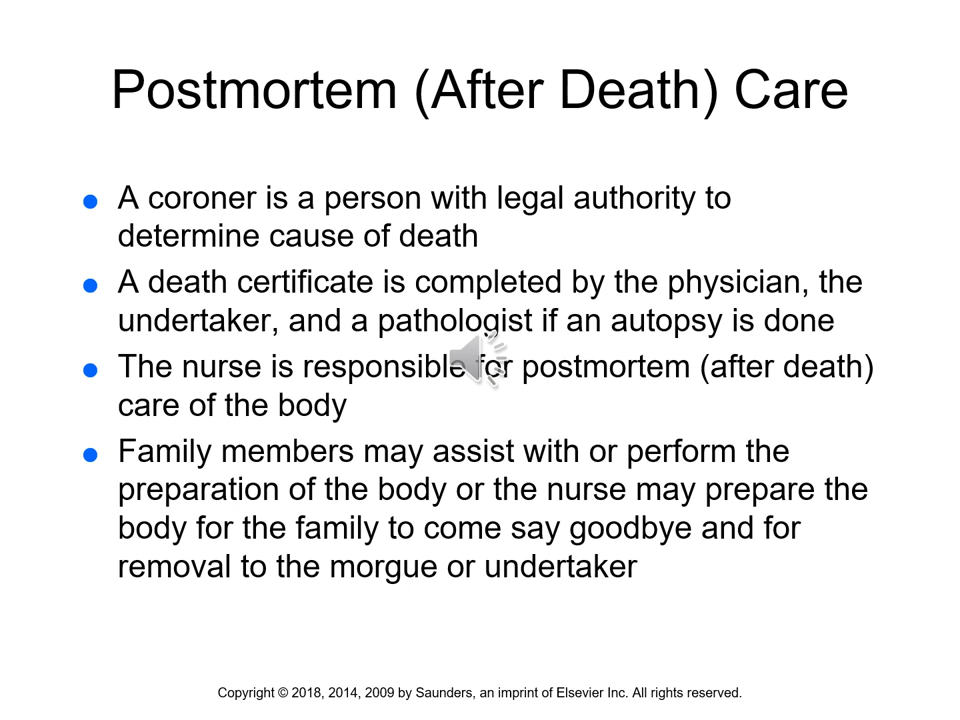 Postmortem (After Death) Care
A coroner is a person with legal authority to
determine cause of death
A death certificate is completed by the physician, the
undertaker, and a pathologist if an autopsy is done
The nurse is responsible for postmortem (after death)
care of the body
Family members may assist with or perform the
preparation of the body or the nurse may prepare the
body for the family to come say goodbye and for
removal to the morgue or undertaker
Copyright © 2018, 2014, 2009 by Saunders, an imprint of Elsevier Inc. All rights reserved.